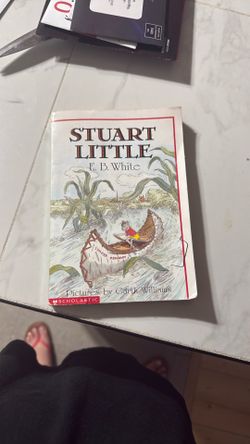 STUART
LITTLE
E. B. White
Pictures by Garth Williams
SCHOLASTIC